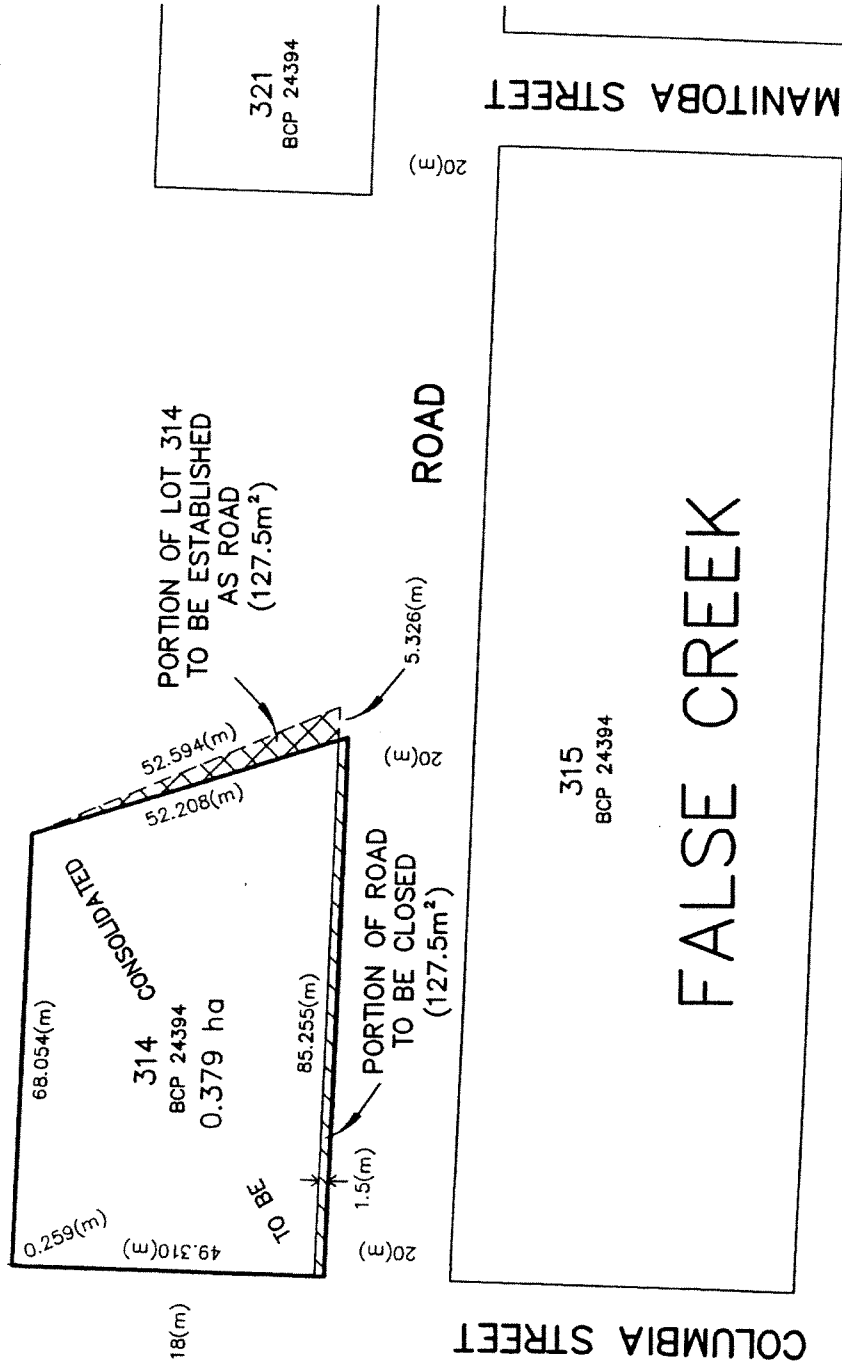 321
BCP 24394
MANITOBA STREET
20(m)
PORTION OF LOT 314
TO BE ESTABLISHED
AS ROAD
(127.5m²)
ROAD
5.326(m)
52.594(m)
52.208(m)
20(m)
68.054(m)
TO BE CONSOLIDATED
314
BCP 24394
0.379 ha
85.255(m)
PORTION OF ROAD
TO BE CLOSED
(127.5m²)
1.5(m)
0.259(m)
49.310(m)
20(m)
18(m)
315
BCP 24394
FALSE CREEK
COLUMBIA STREET